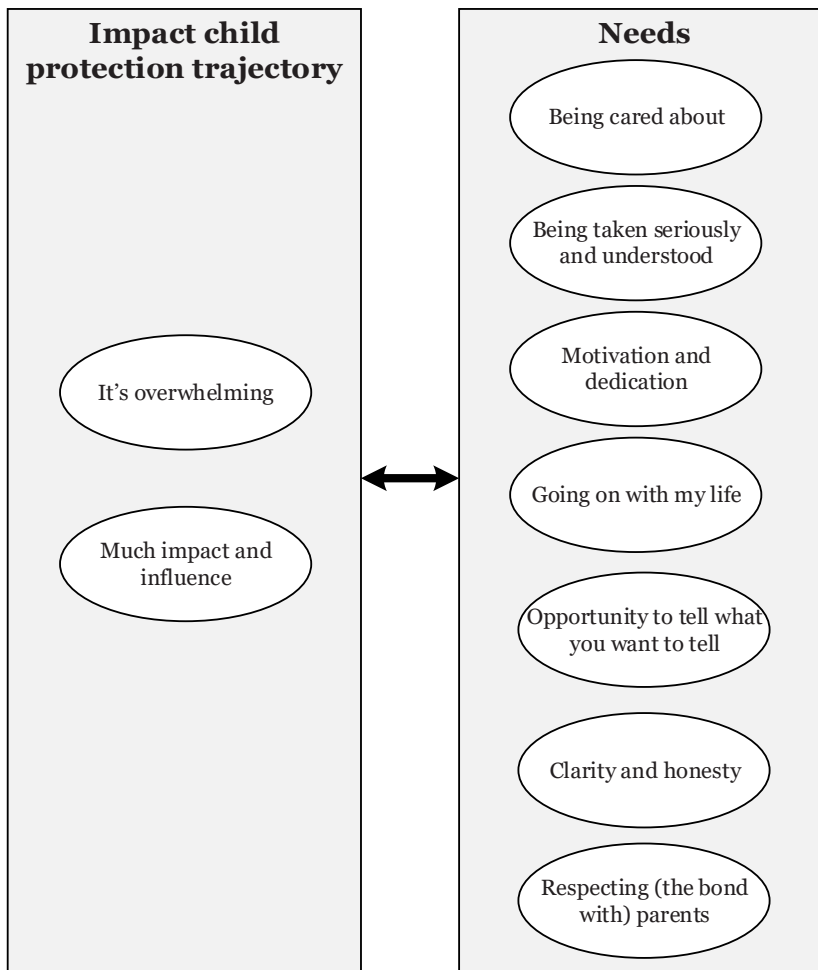 Impact child
protection trajectory
It's overwhelming
Much impact and
influence
Needs
Being cared about
Being taken seriously
and understood
Motivation and
dedication
Going on with my life
Opportunity to tell what
you want to tell
Clarity and honesty
Respecting (the bond
with) parents